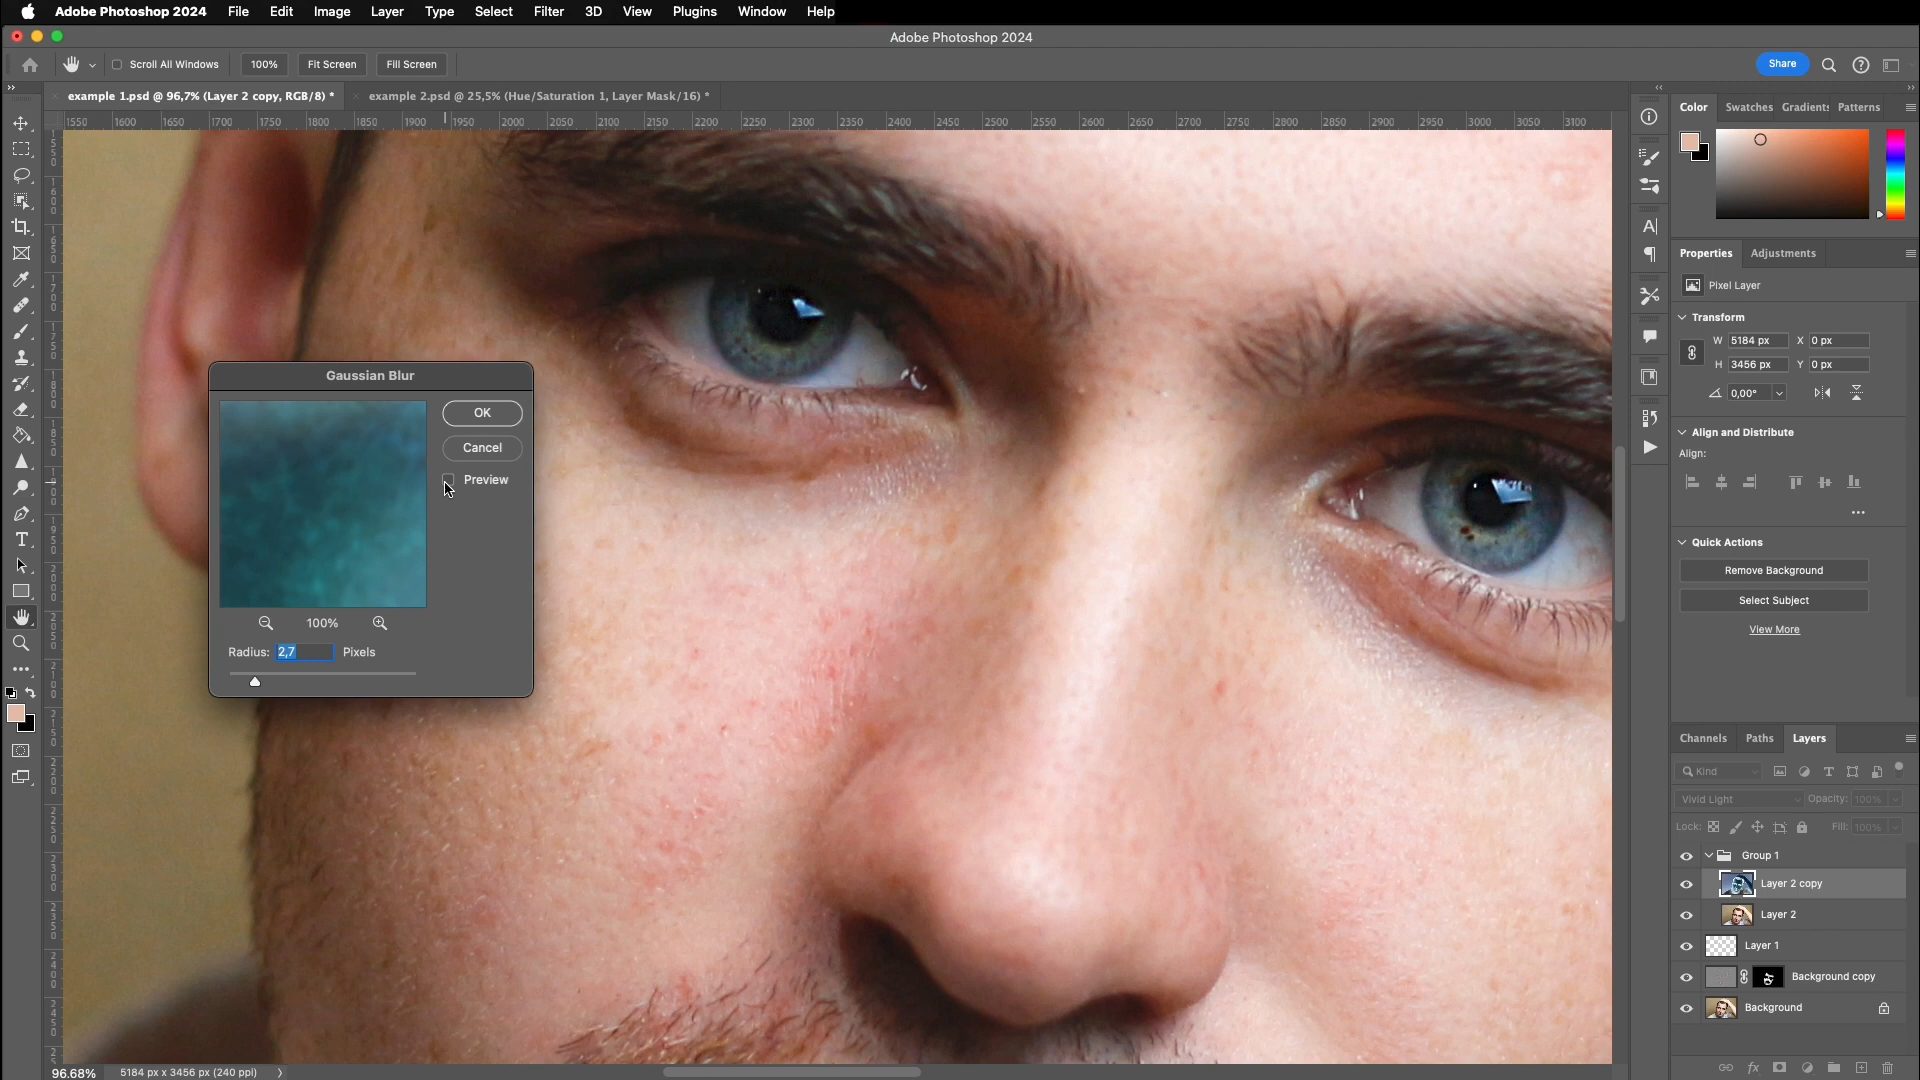 Adobe Photoshop 2024 File Edit Image Layer Type Select Filter 3D View Plugins Window Help
Adobe Photoshop 2024
Scroll All Windows 100% Fit Screen Fill Screen Share
example 1.psd @ 96,7% (Layer 2 copy, RGB/8) * example 2.psd @ 25,5% (Hue/Saturation 1, Layer Mask/16) *
1550 1600 1650 1700 1750 1800 1850 1900 1950 2000 2050 2100 2150 2200 2250 2300 2350 2400 2450 2500 2550 2600 2650 2700 2750 2800 2850 2900 2950 3000 3050 3100
Color Swatches Gradients Patterns
Properties Adjustments
Pixel Layer
Transform
W 5184 px X 0 px
H 3456 px Y 0 px
0,00°
Align and Distribute
Align:
Quick Actions
Remove Background
Select Subject
View More
Gaussian Blur
OK
Cancel
Preview
100%
Radius: 2,7 Pixels
Channels Paths Layers
Kind
Vivid Light Opacity: 100%
Lock: Fill: 100%
Group 1
Layer 2 copy
Layer 2
Layer 1
Background copy
Background
96.68% 5184 px x 3456 px (240 ppi)